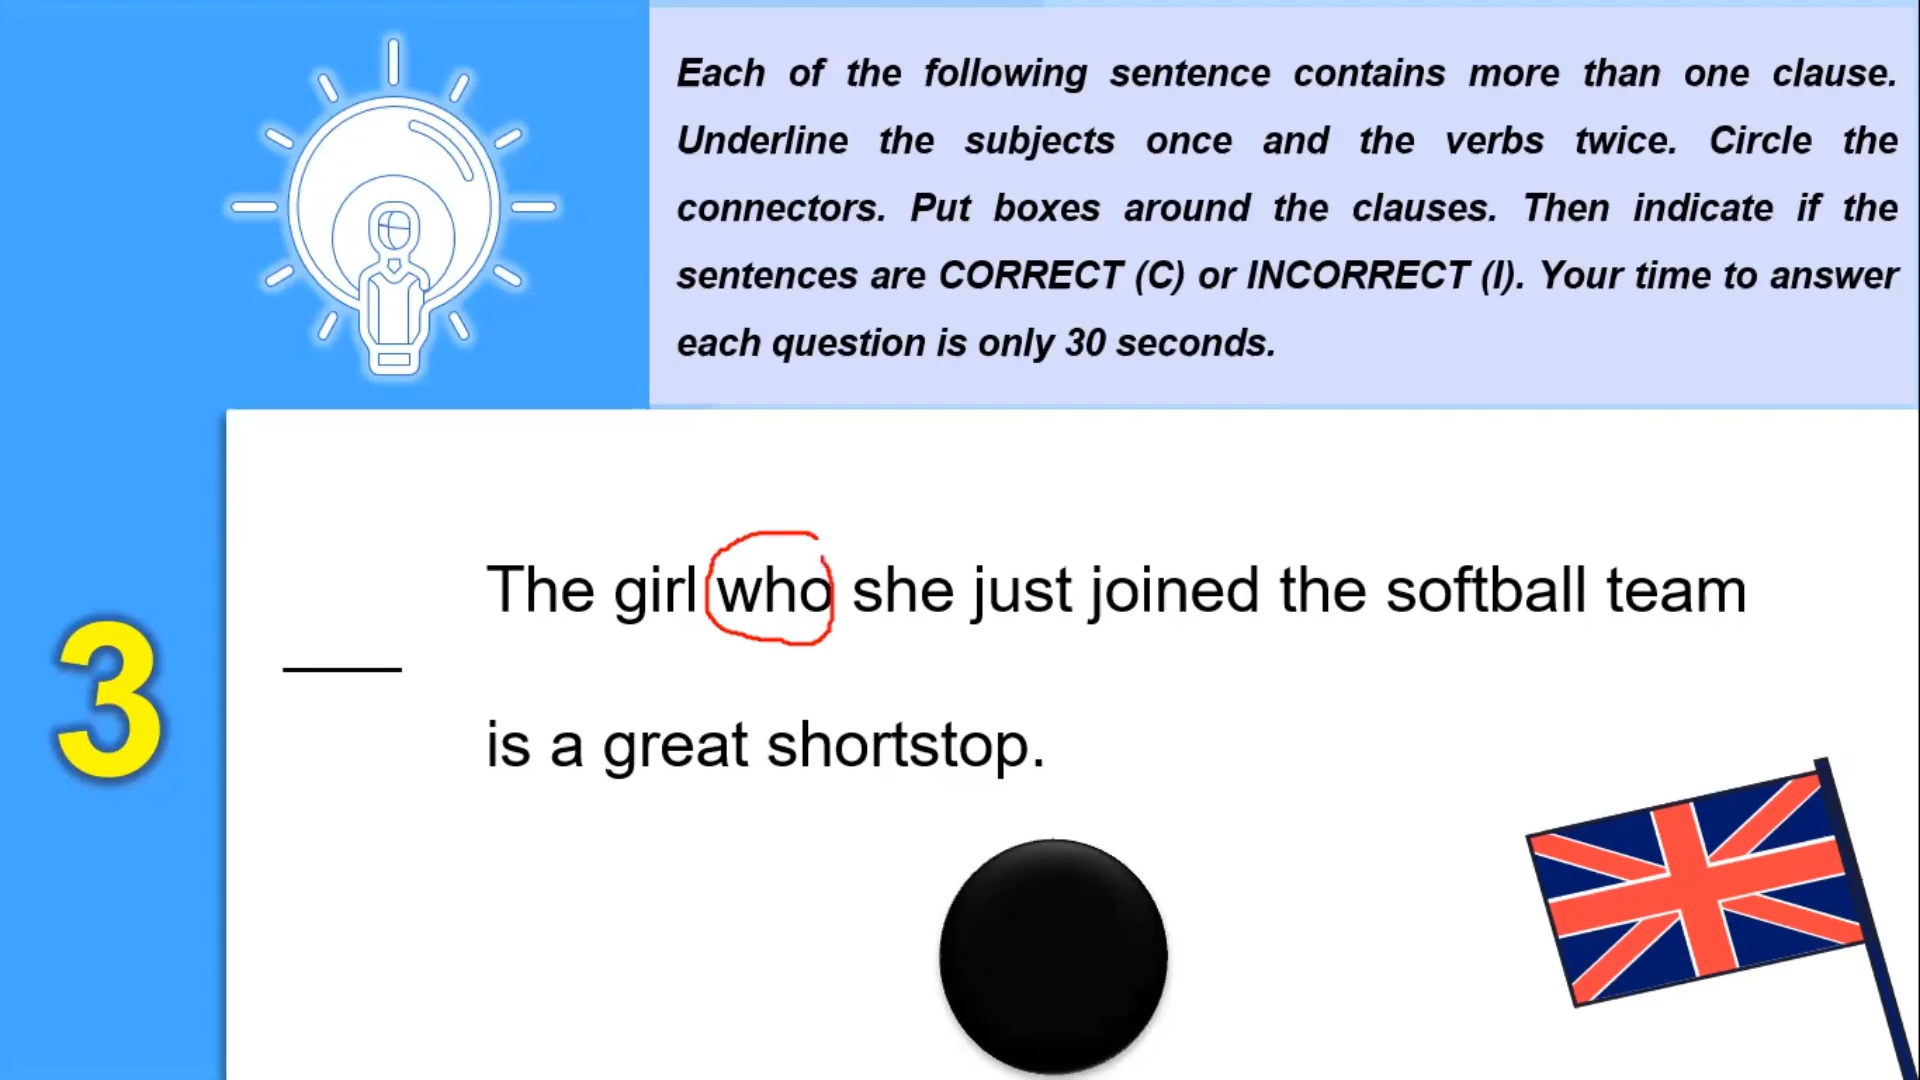 Each of the following sentence contains more than one clause.
Underline the subjects once and the verbs twice. Circle the
connectors. Put boxes around the clauses. Then indicate if the
sentences are CORRECT (C) or INCORRECT (I). Your time to answer
each question is only 30 seconds.
3
____ The girl who she just joined the softball team
is a great shortstop.